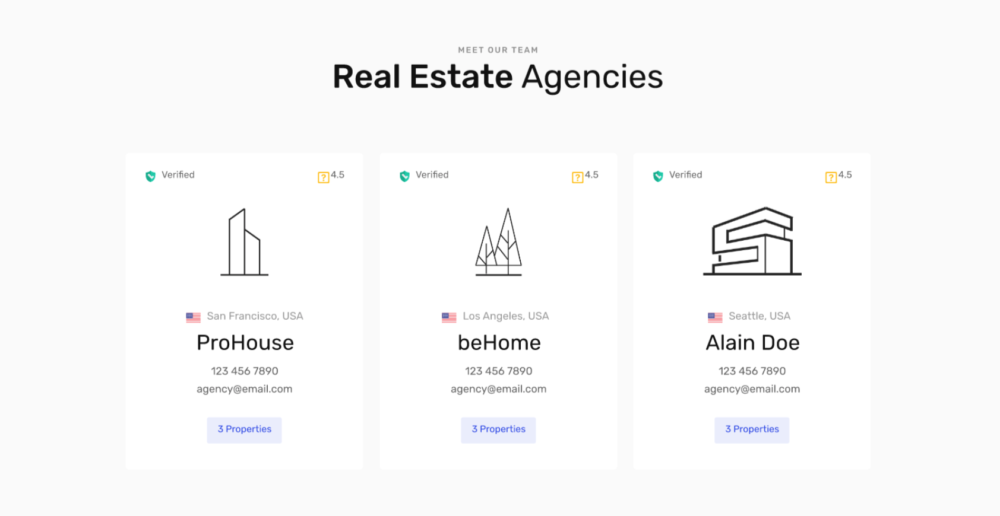 MEET OUR TEAM
Real Estate Agencies
Verified
4.5
San Francisco, USA
ProHouse
123 456 7890
agency@email.com
3 Properties
Verified
4.5
Los Angeles, USA
beHome
123 456 7890
agency@email.com
3 Properties
Verified
4.5
Seattle, USA
Alain Doe
123 456 7890
agency@email.com
3 Properties